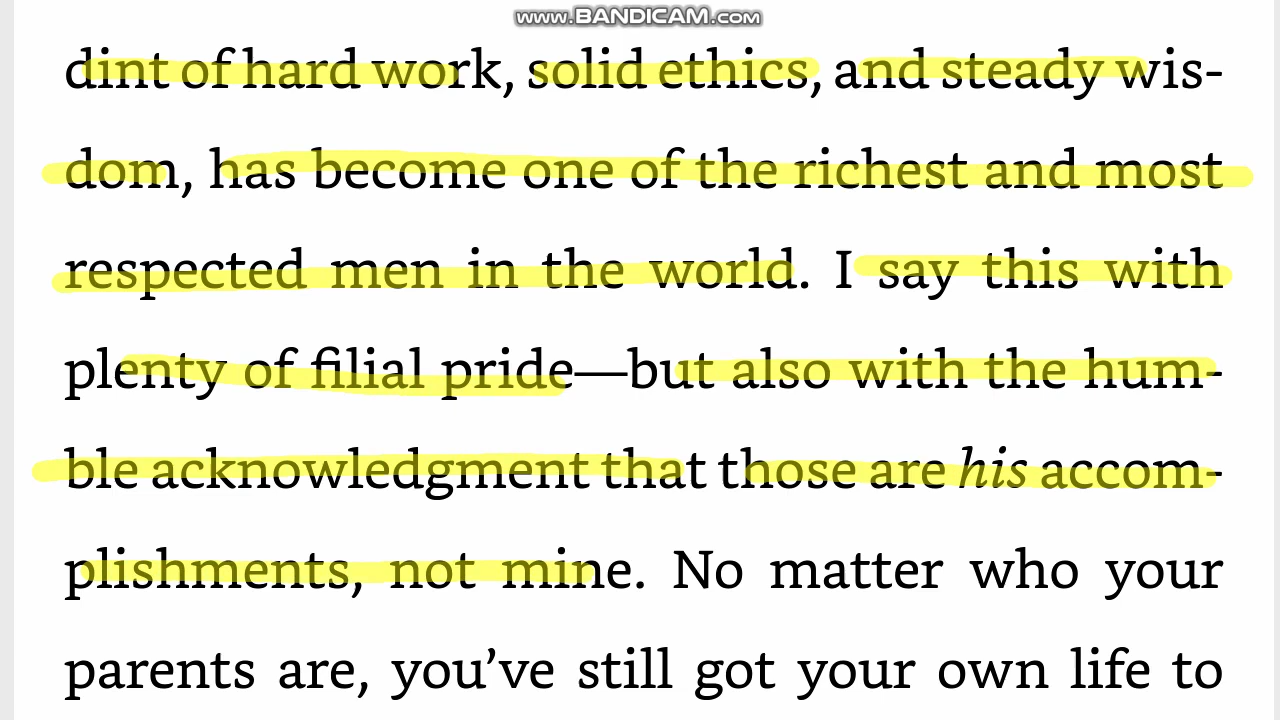 www.BANDICAM.com
dint of hard work, solid ethics, and steady wis-
dom, has become one of the richest and most
respected men in the world. I say this with
plenty of filial pride—but also with the hum-
ble acknowledgment that those are his accom-
plishments, not mine. No matter who your
parents are, you’ve still got your own life to